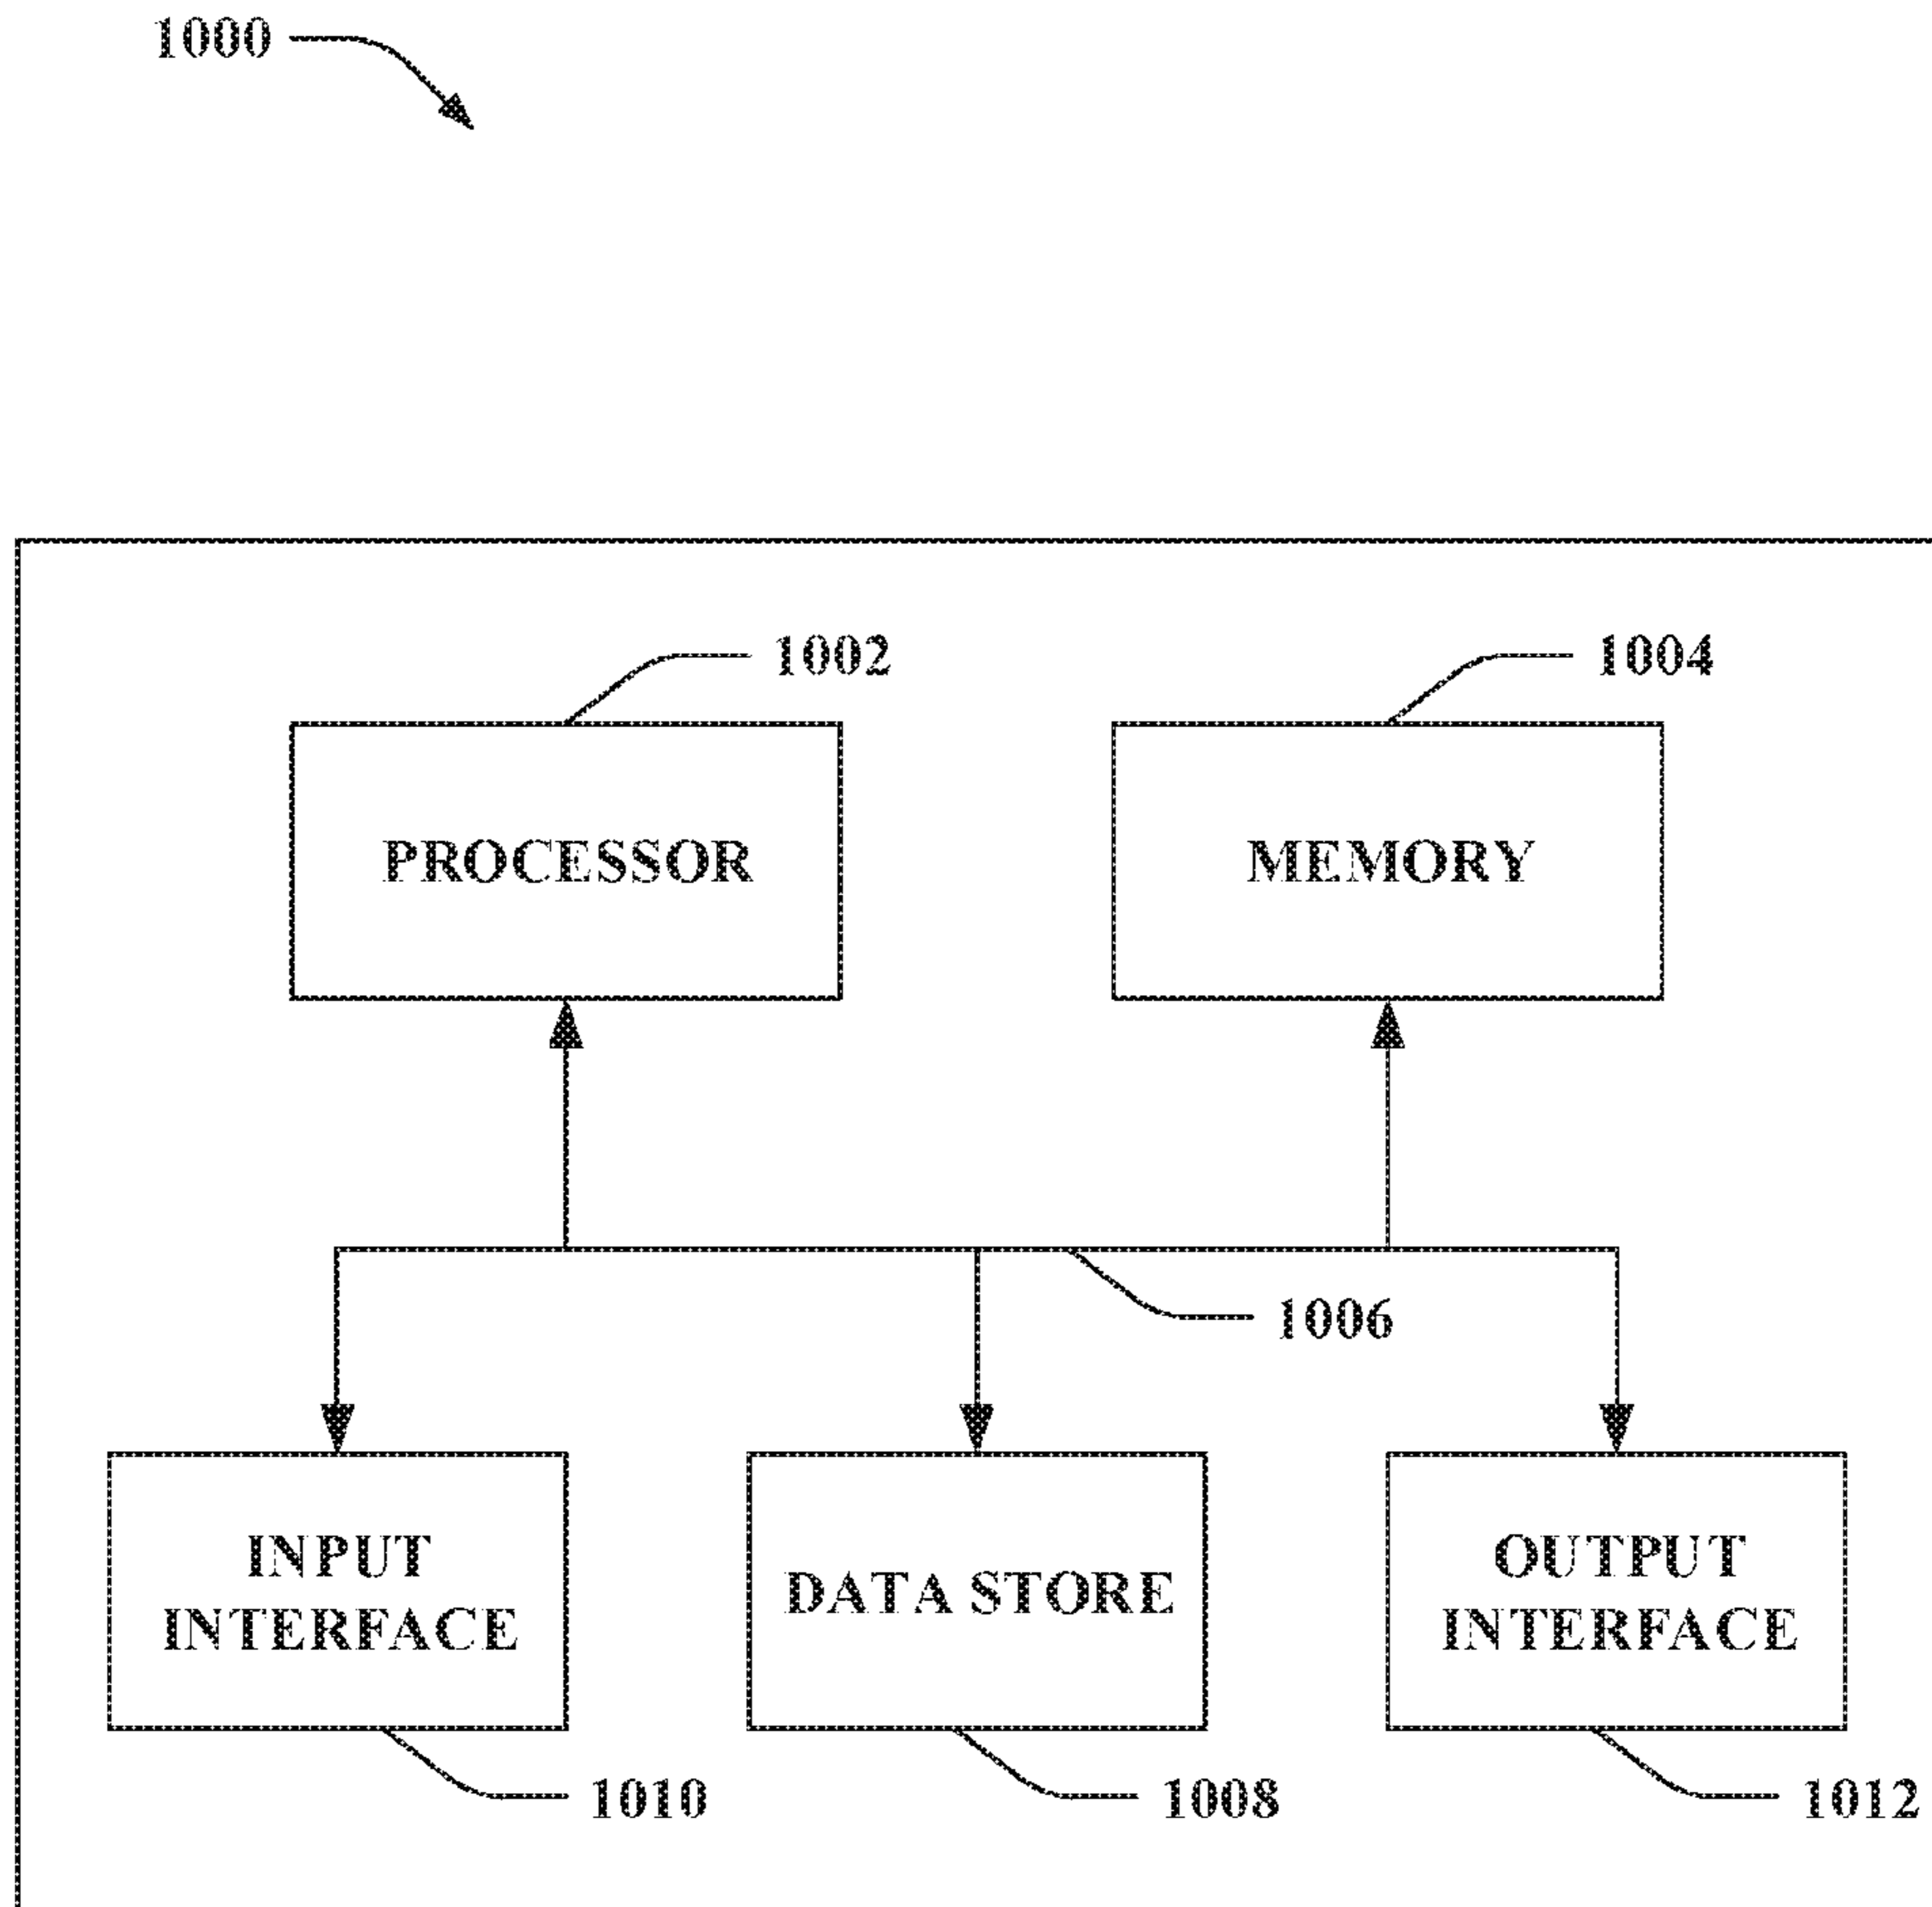 1000
1002
1004
PROCESSOR
MEMORY
1006
INPUT
INTERFACE
DATA STORE
OUTPUT
INTERFACE
1010
1008
1012